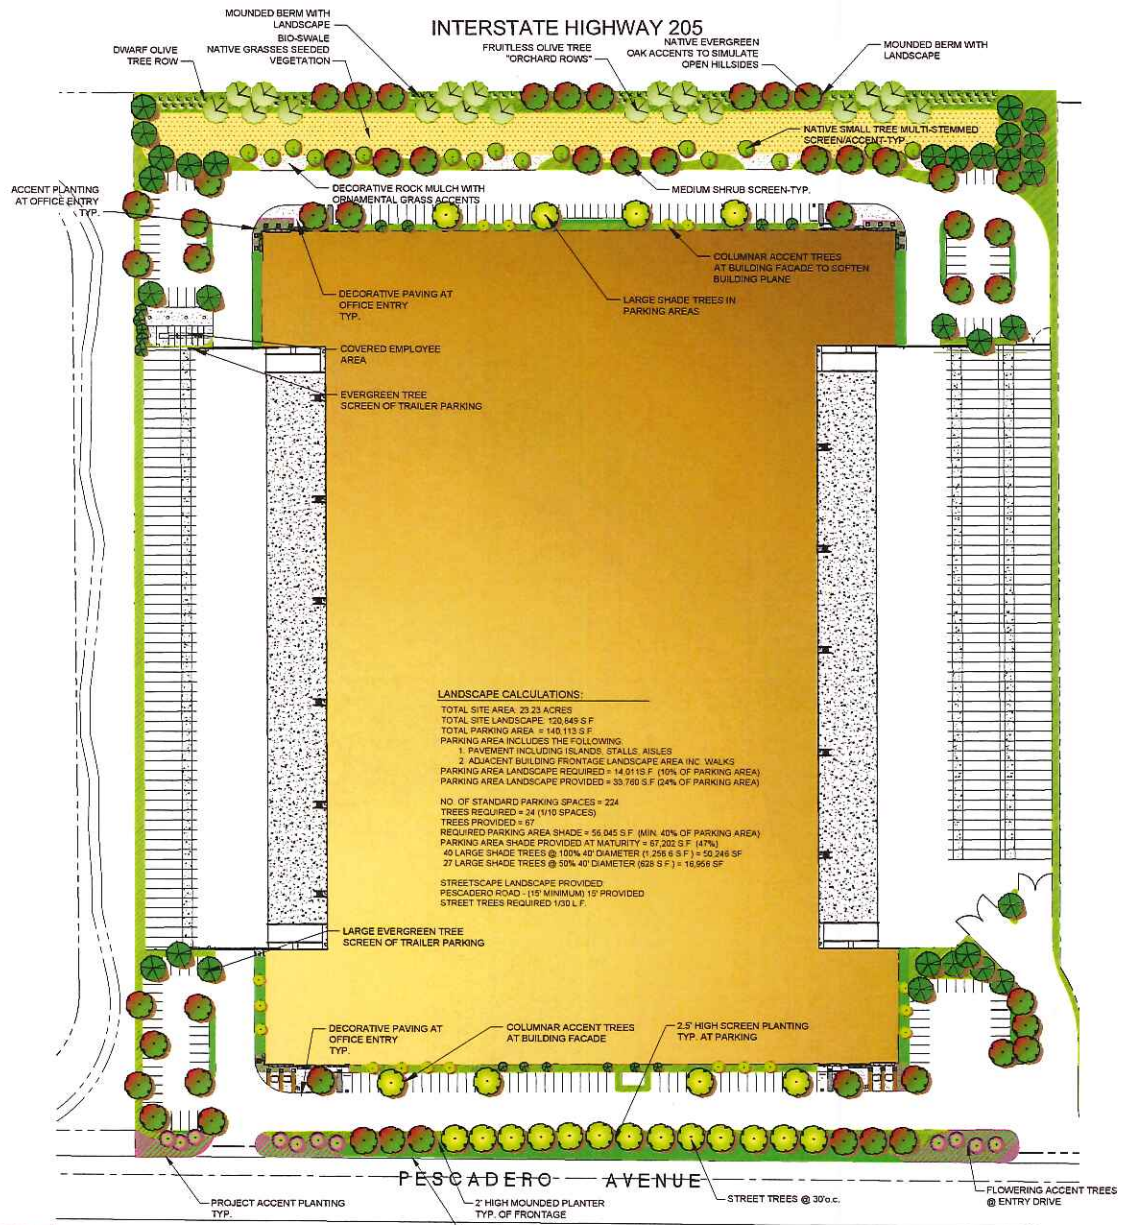 INTERSTATE HIGHWAY 205
MOUNDED BERM WITH
LANDSCAPE
BIO-SWALE
NATIVE GRASSES SEEDED
VEGETATION
DWARF OLIVE
TREE ROW
FRUITLESS OLIVE TREE
"ORCHARD ROWS"
NATIVE EVERGREEN
OAK ACCENTS TO SIMULATE
OPEN HILLSIDES
MOUNDED BERM WITH
LANDSCAPE
NATIVE SMALL TREE MULTI-STEMMED
SCREEN/ACCENT-TYP.
ACCENT PLANTING
AT OFFICE ENTRY
TYP.
DECORATIVE ROCK MULCH WITH
ORNAMENTAL GRASS ACCENTS
MEDIUM SHRUB SCREEN-TYP.
COLUMNAR ACCENT TREES
AT BUILDING FACADE TO SOFTEN
BUILDING PLANE
DECORATIVE PAVING AT
OFFICE ENTRY
TYP.
LARGE SHADE TREES IN
PARKING AREAS
COVERED EMPLOYEE
AREA
EVERGREEN TREE
SCREEN OF TRAILER PARKING
LANDSCAPE CALCULATIONS:
TOTAL SITE AREA: 23.23 ACRES
TOTAL SITE LANDSCAPE: 120,649 S.F.
TOTAL PARKING AREA = 140,113 S.F.
PARKING AREA INCLUDES THE FOLLOWING:
1. PAVEMENT INCLUDING ISLANDS, STALLS, AISLES
2. ADJACENT BUILDING FRONTAGE LANDSCAPE AREA INC. WALKS
PARKING AREA LANDSCAPE REQUIRED = 14,011S.F. (10% OF PARKING AREA)
PARKING AREA LANDSCAPE PROVIDED = 33,760 S.F. (24% OF PARKING AREA)
NO. OF STANDARD PARKING SPACES = 224
TREES REQUIRED = 24 (1/10 SPACES)
TREES PROVIDED = 67
REQUIRED PARKING AREA SHADE = 56,045 S.F. (MIN. 40% OF PARKING AREA)
PARKING AREA SHADE PROVIDED AT MATURITY = 67,202 S.F. (47%)
40 LARGE SHADE TREES @ 100% 40' DIAMETER (1,256.6 S.F.) = 50,246 SF
27 LARGE SHADE TREES @ 50% 40' DIAMETER (628 S.F.) = 16,956 SF
STREETSCAPE LANDSCAPE PROVIDED
PESCADERO ROAD - (15' MINIMUM) 15' PROVIDED
STREET TREES REQUIRED 1/30 L.F.
LARGE EVERGREEN TREE
SCREEN OF TRAILER PARKING
DECORATIVE PAVING AT
OFFICE ENTRY
TYP.
COLUMNAR ACCENT TREES
AT BUILDING FACADE
2.5' HIGH SCREEN PLANTING
TYP. AT PARKING
PESCADERO AVENUE
PROJECT ACCENT PLANTING
TYP.
2' HIGH MOUNDED PLANTER
TYP. OF FRONTAGE
STREET TREES @ 30'o.c.
FLOWERING ACCENT TREES
@ ENTRY DRIVE